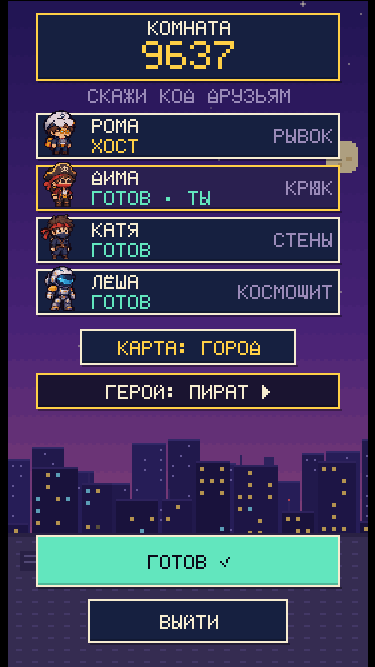 КОМНАТА
9637
СКАЖИ КОД ДРУЗЬЯМ
РОМА
ХОСТ
РЫВОК
ДИМА
ГОТОВ · ТЫ
КРЮК
КАТЯ
ГОТОВ
СТЕНЫ
ЛЁША
ГОТОВ
КОСМОЩИТ
КАРТА: ГОРОД
ГЕРОЙ: ПИРАТ ▶
ГОТОВ ✓
ВЫЙТИ